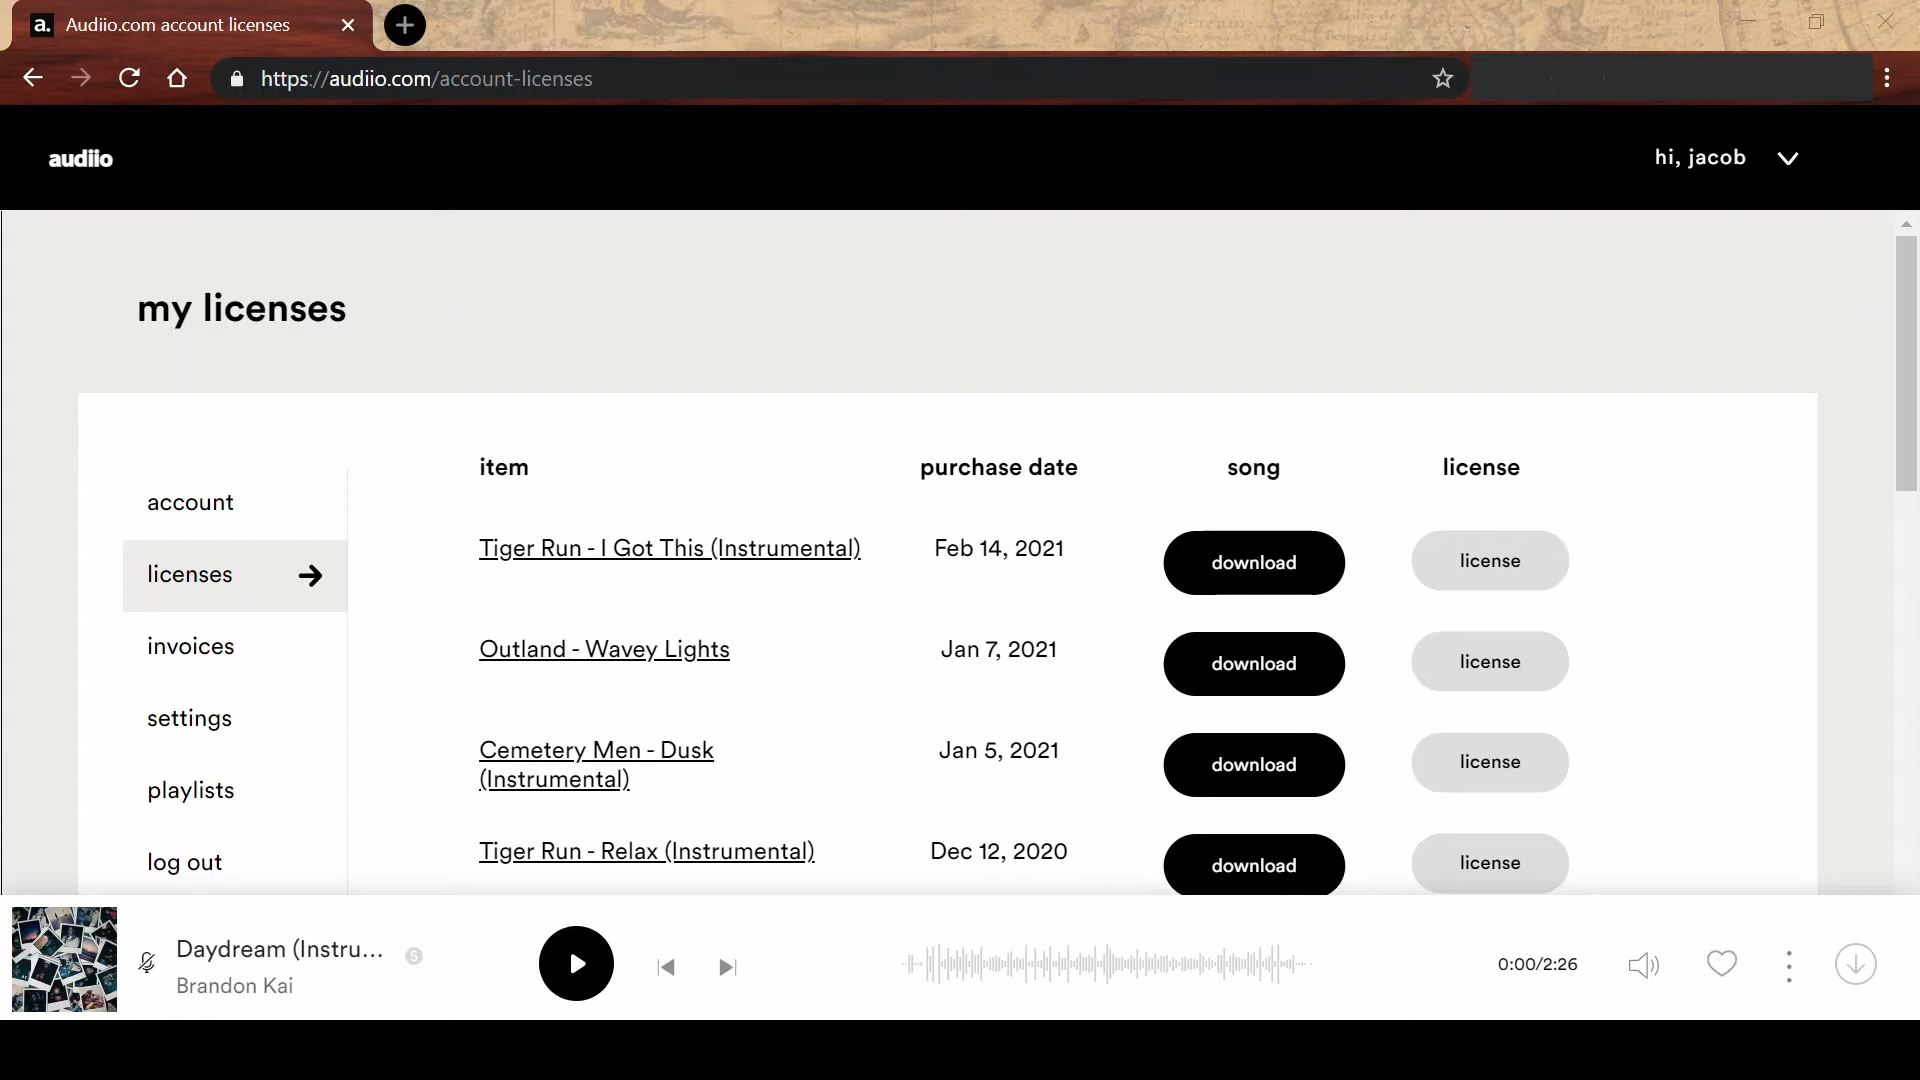 a. Audiio.com account licenses
https://audiio.com/account-licenses
audiio
hi, jacob
my licenses
item purchase date song license
account
licenses
invoices
settings
playlists
log out
Tiger Run - I Got This (Instrumental) Feb 14, 2021 download license
Outland - Wavey Lights Jan 7, 2021 download license
Cemetery Men - Dusk
(Instrumental) Jan 5, 2021 download license
Tiger Run - Relax (Instrumental) Dec 12, 2020 download license
Daydream (Instru...
Brandon Kai
0:00/2:26